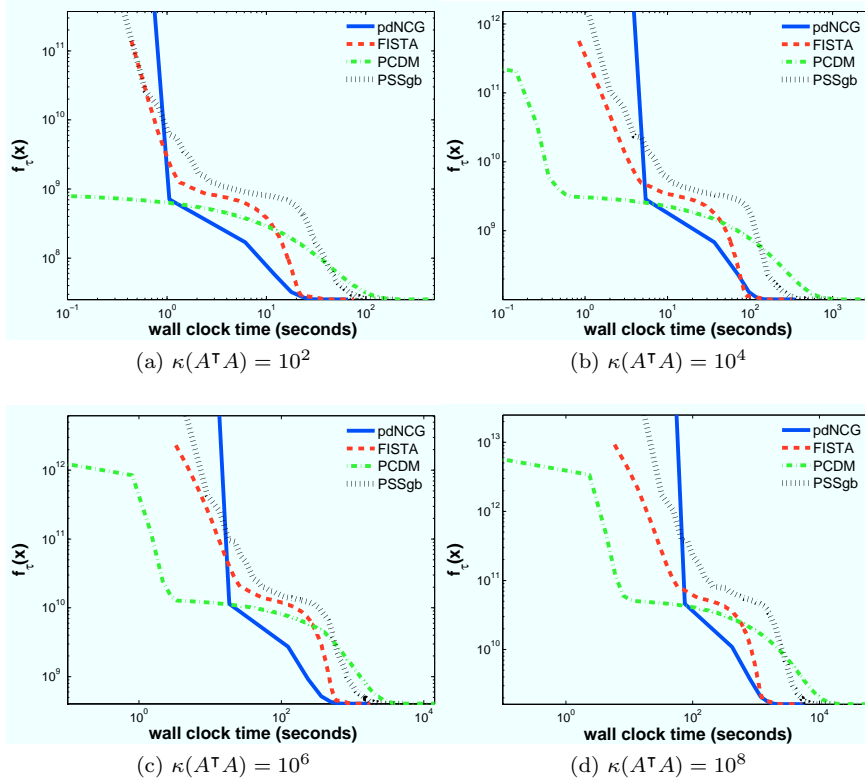 pdNCG
FISTA
PCDM
PSSgb
10^11
10^10
10^9
10^8
f_τ(x)
10^-1 10^0 10^1 10^2
wall clock time (seconds)
(a) κ(A^⊺A) = 10^2
pdNCG
FISTA
PCDM
PSSgb
10^12
10^11
10^10
10^9
f_τ(x)
10^-1 10^0 10^1 10^2 10^3
wall clock time (seconds)
(b) κ(A^⊺A) = 10^4
pdNCG
FISTA
PCDM
PSSgb
10^12
10^11
10^10
10^9
f_τ(x)
10^0 10^2 10^4
wall clock time (seconds)
(c) κ(A^⊺A) = 10^6
pdNCG
FISTA
PCDM
PSSgb
10^13
10^12
10^11
10^10
f_τ(x)
10^0 10^2 10^4
wall clock time (seconds)
(d) κ(A^⊺A) = 10^8